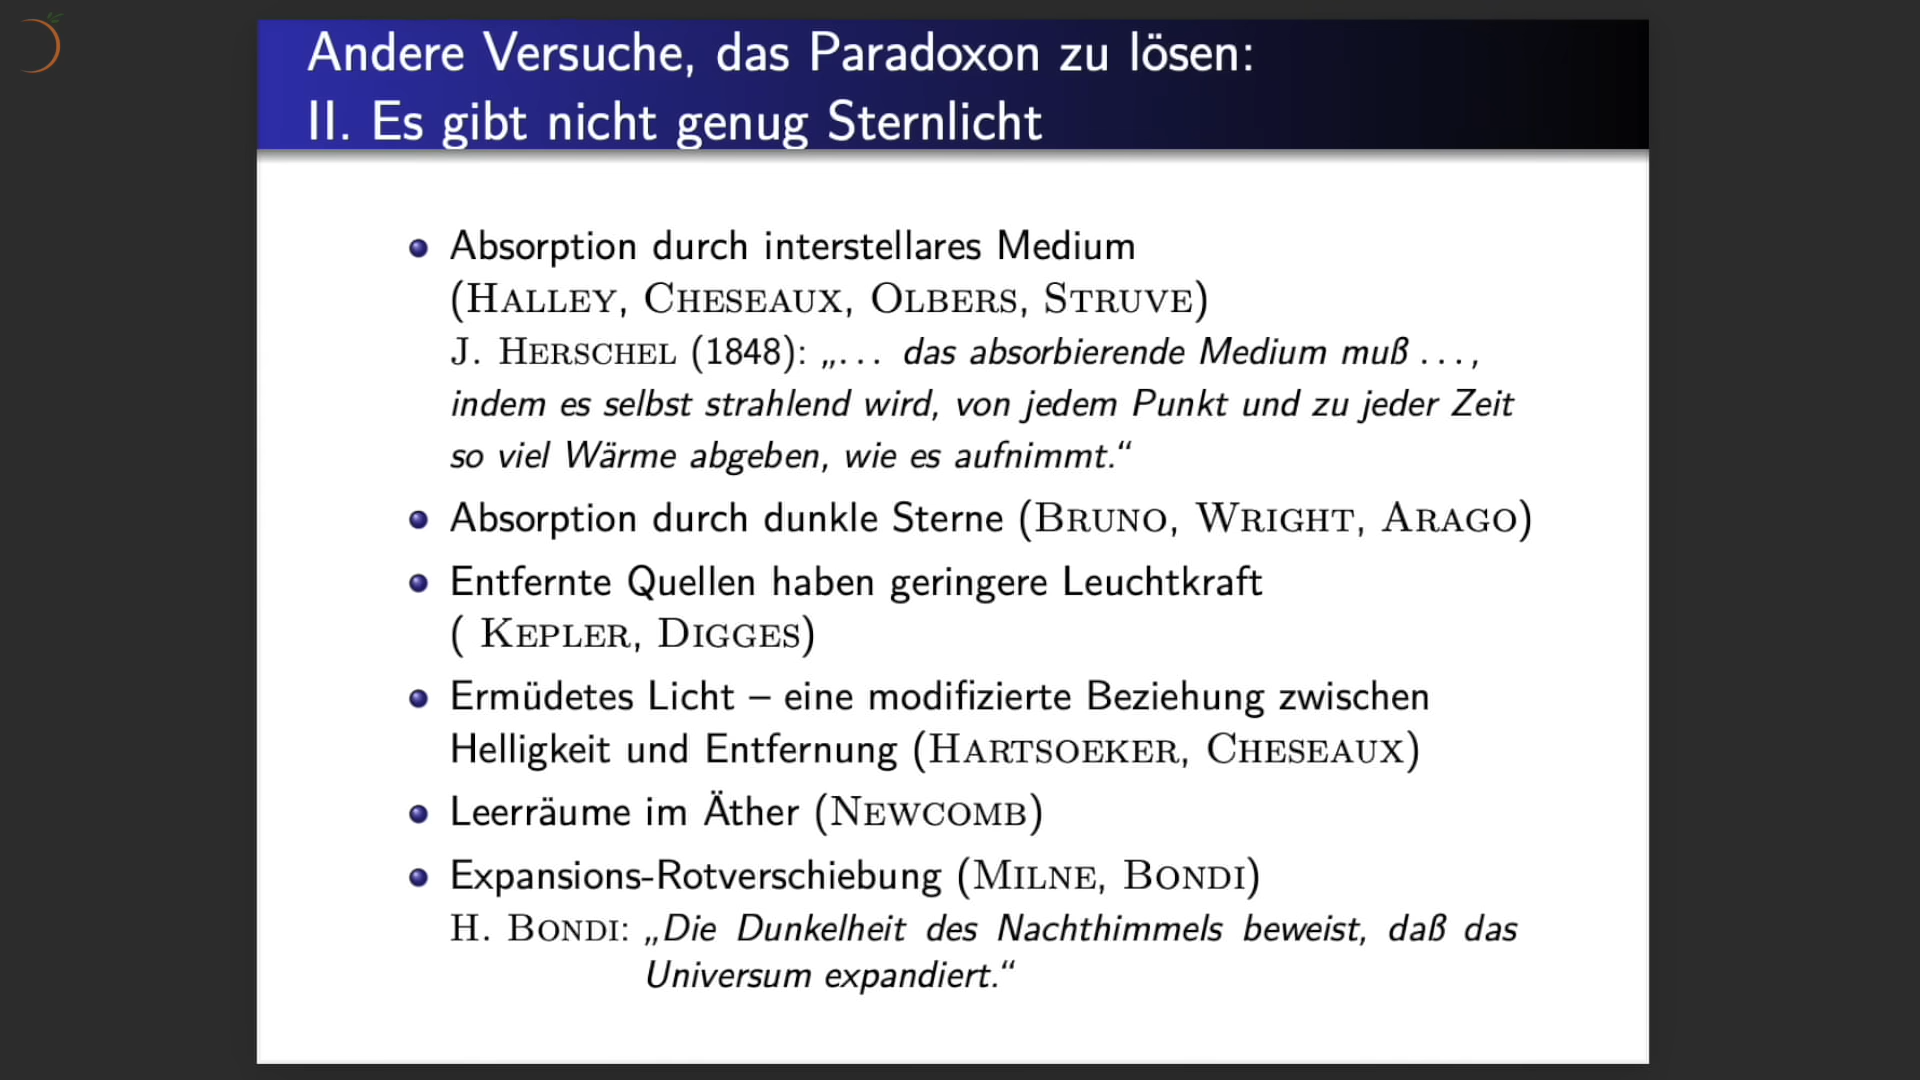 Andere Versuche, das Paradoxon zu lösen:
II. Es gibt nicht genug Sternlicht
Absorption durch interstellares Medium
(HALLEY, CHESEAUX, OLBERS, STRUVE)
J. HERSCHEL (1848): „... das absorbierende Medium muß ...,
indem es selbst strahlend wird, von jedem Punkt und zu jeder Zeit
so viel Wärme abgeben, wie es aufnimmt.“
Absorption durch dunkle Sterne (BRUNO, WRIGHT, ARAGO)
Entfernte Quellen haben geringere Leuchtkraft
( KEPLER, DIGGES)
Ermüdetes Licht – eine modifizierte Beziehung zwischen
Helligkeit und Entfernung (HARTSOEKER, CHESEAUX)
Leerräume im Äther (NEWCOMB)
Expansions-Rotverschiebung (MILNE, BONDI)
H. BONDI: „Die Dunkelheit des Nachthimmels beweist, daß das
Universum expandiert.“